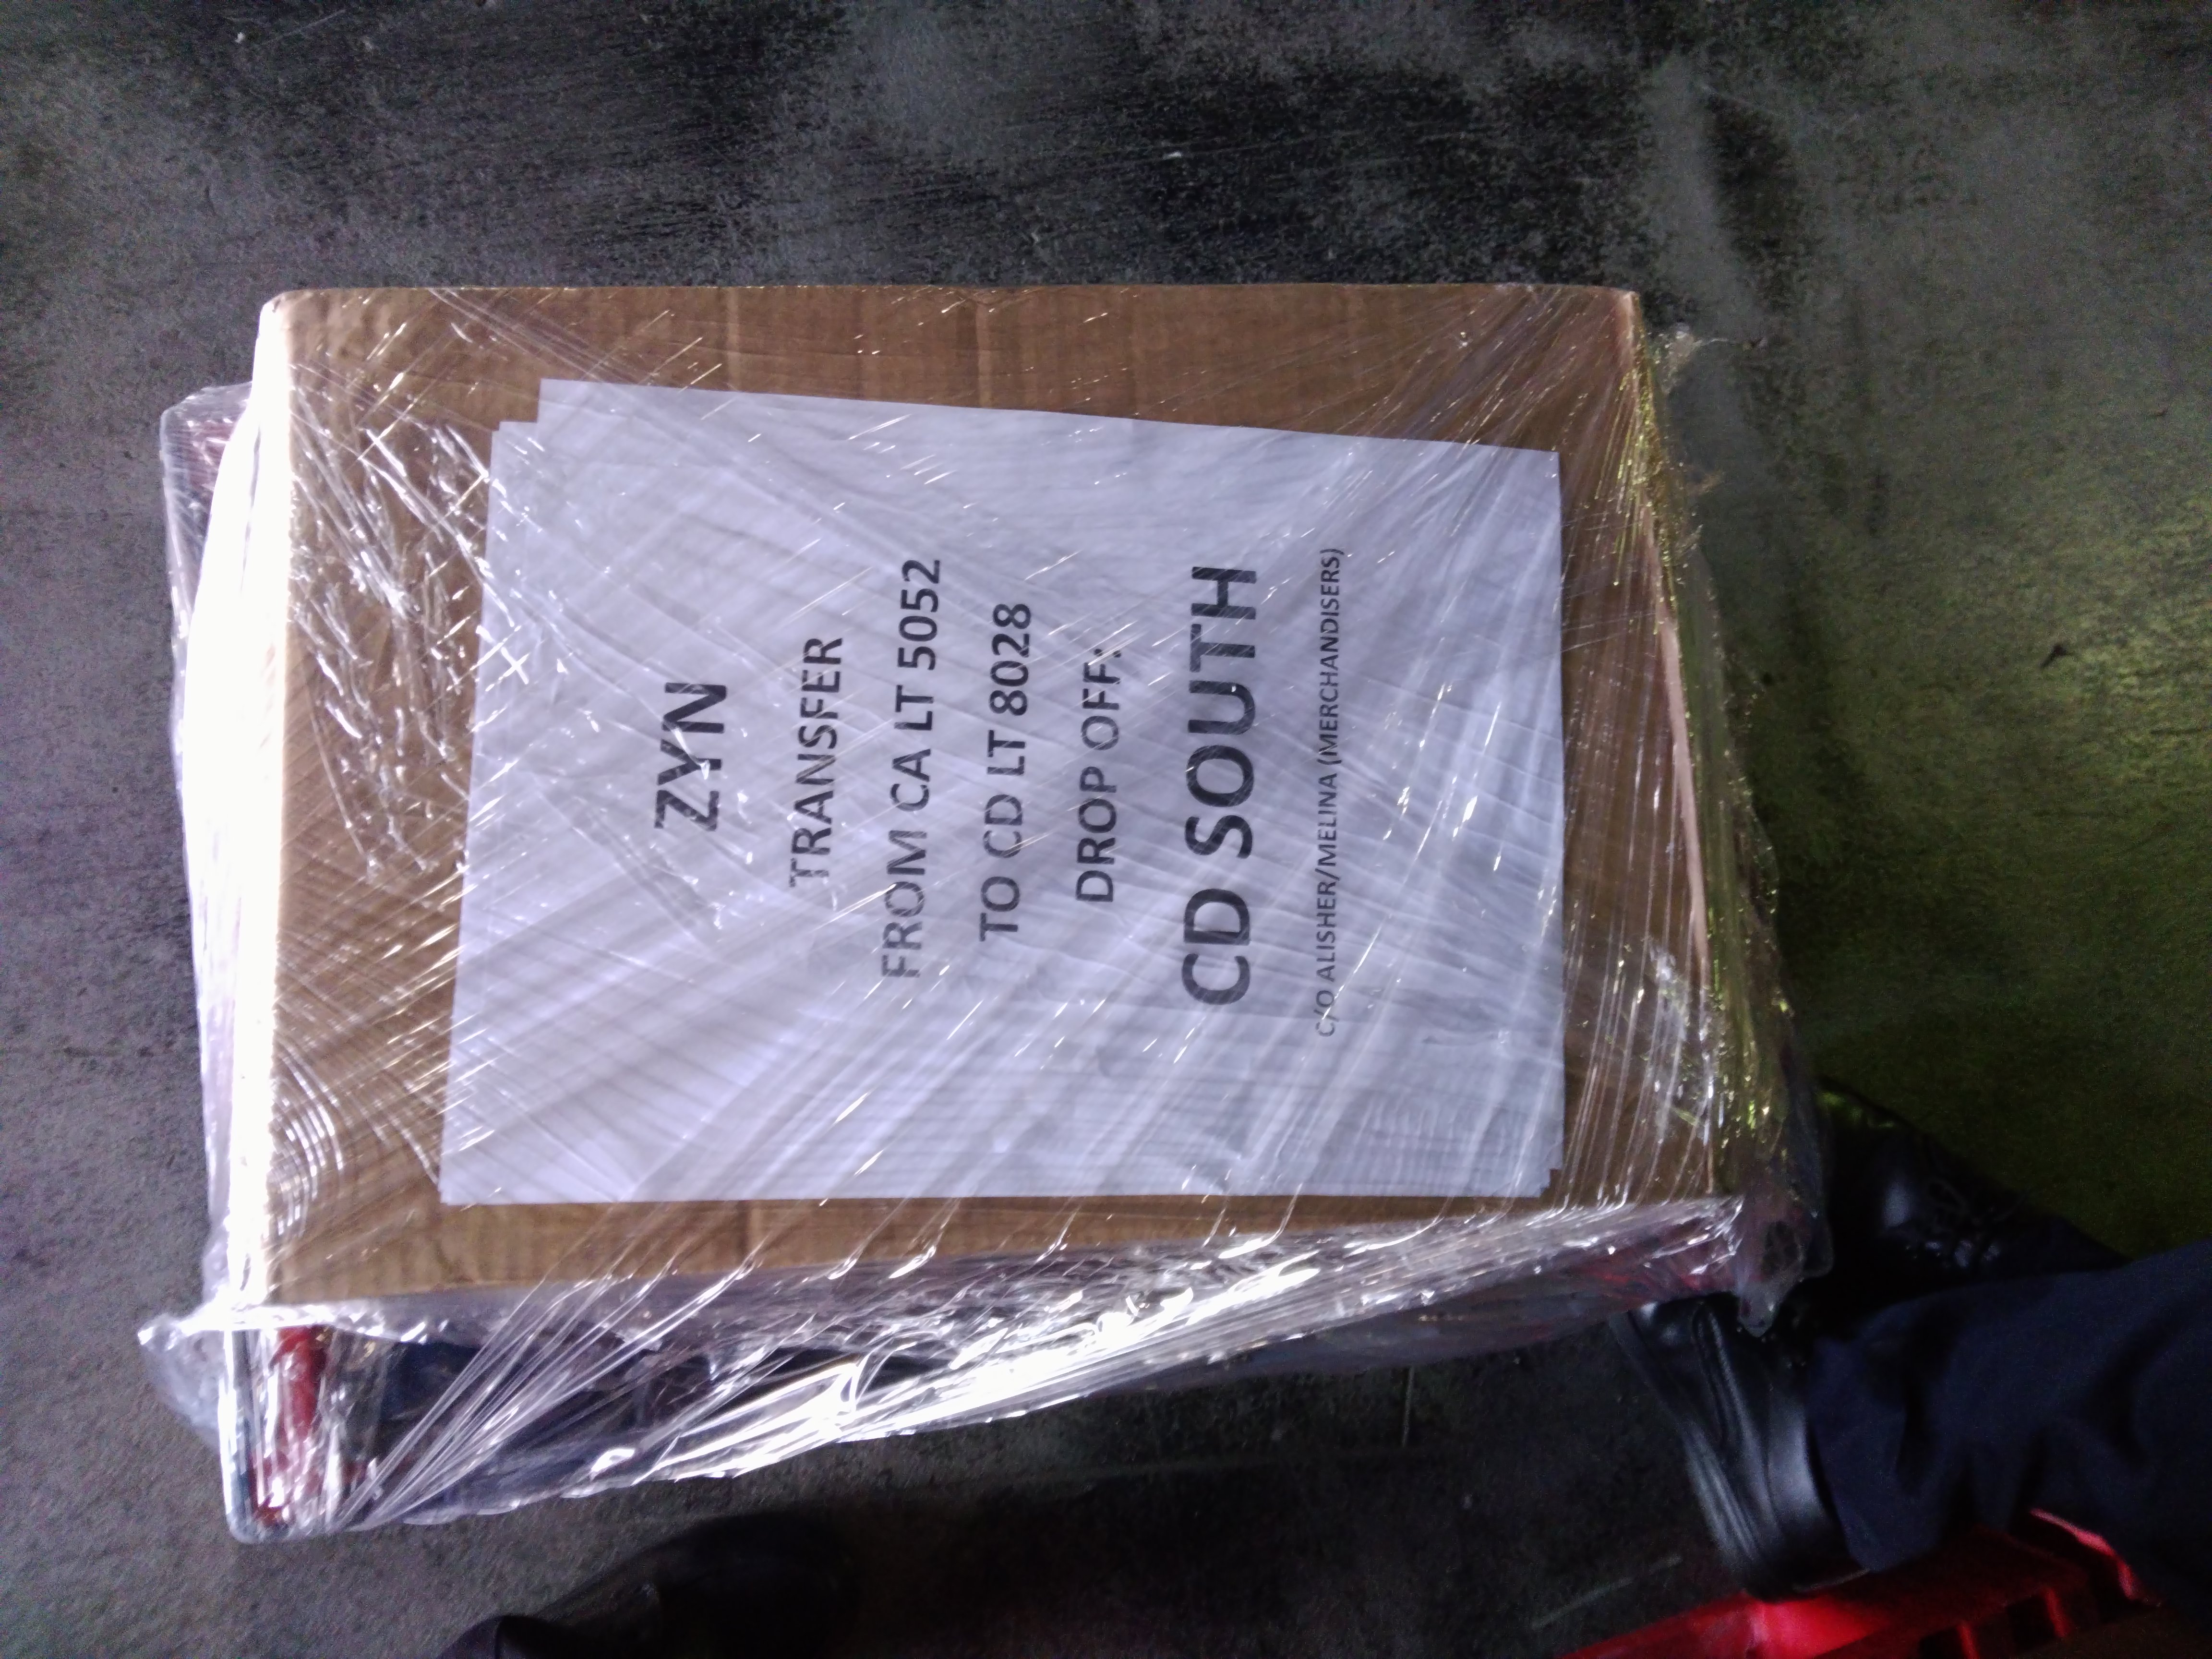 ZYN
TRANSFER
FROM CA LT 5052
TO CD LT 8028
DROP OFF:
CD SOUTH
C/O ALISHER/MELINA (MERCHANDISERS)